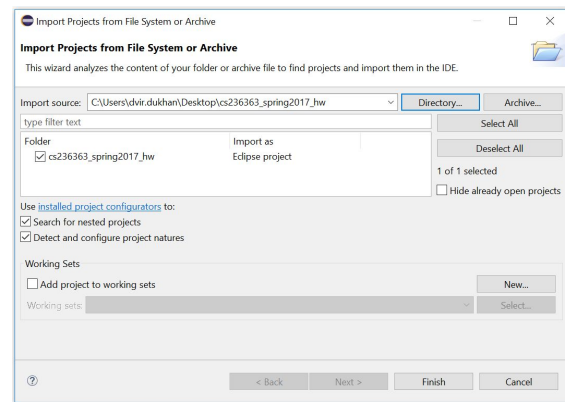 Import Projects from File System or Archive
Import Projects from File System or Archive
This wizard analyzes the content of your folder or archive file to find projects and import them in the IDE.
Import source: C:\Users\dvir.dukhan\Desktop\cs236363_spring2017_hw Directory... Archive...
type filter text Select All
Folder Import as
Deselect All
cs236363_spring2017_hw Eclipse project
1 of 1 selected
Hide already open projects
Use installed project configurators to:
Search for nested projects
Detect and configure project natures
Working Sets
Add project to working sets New...
Working sets: Select...
? < Back Next > Finish Cancel